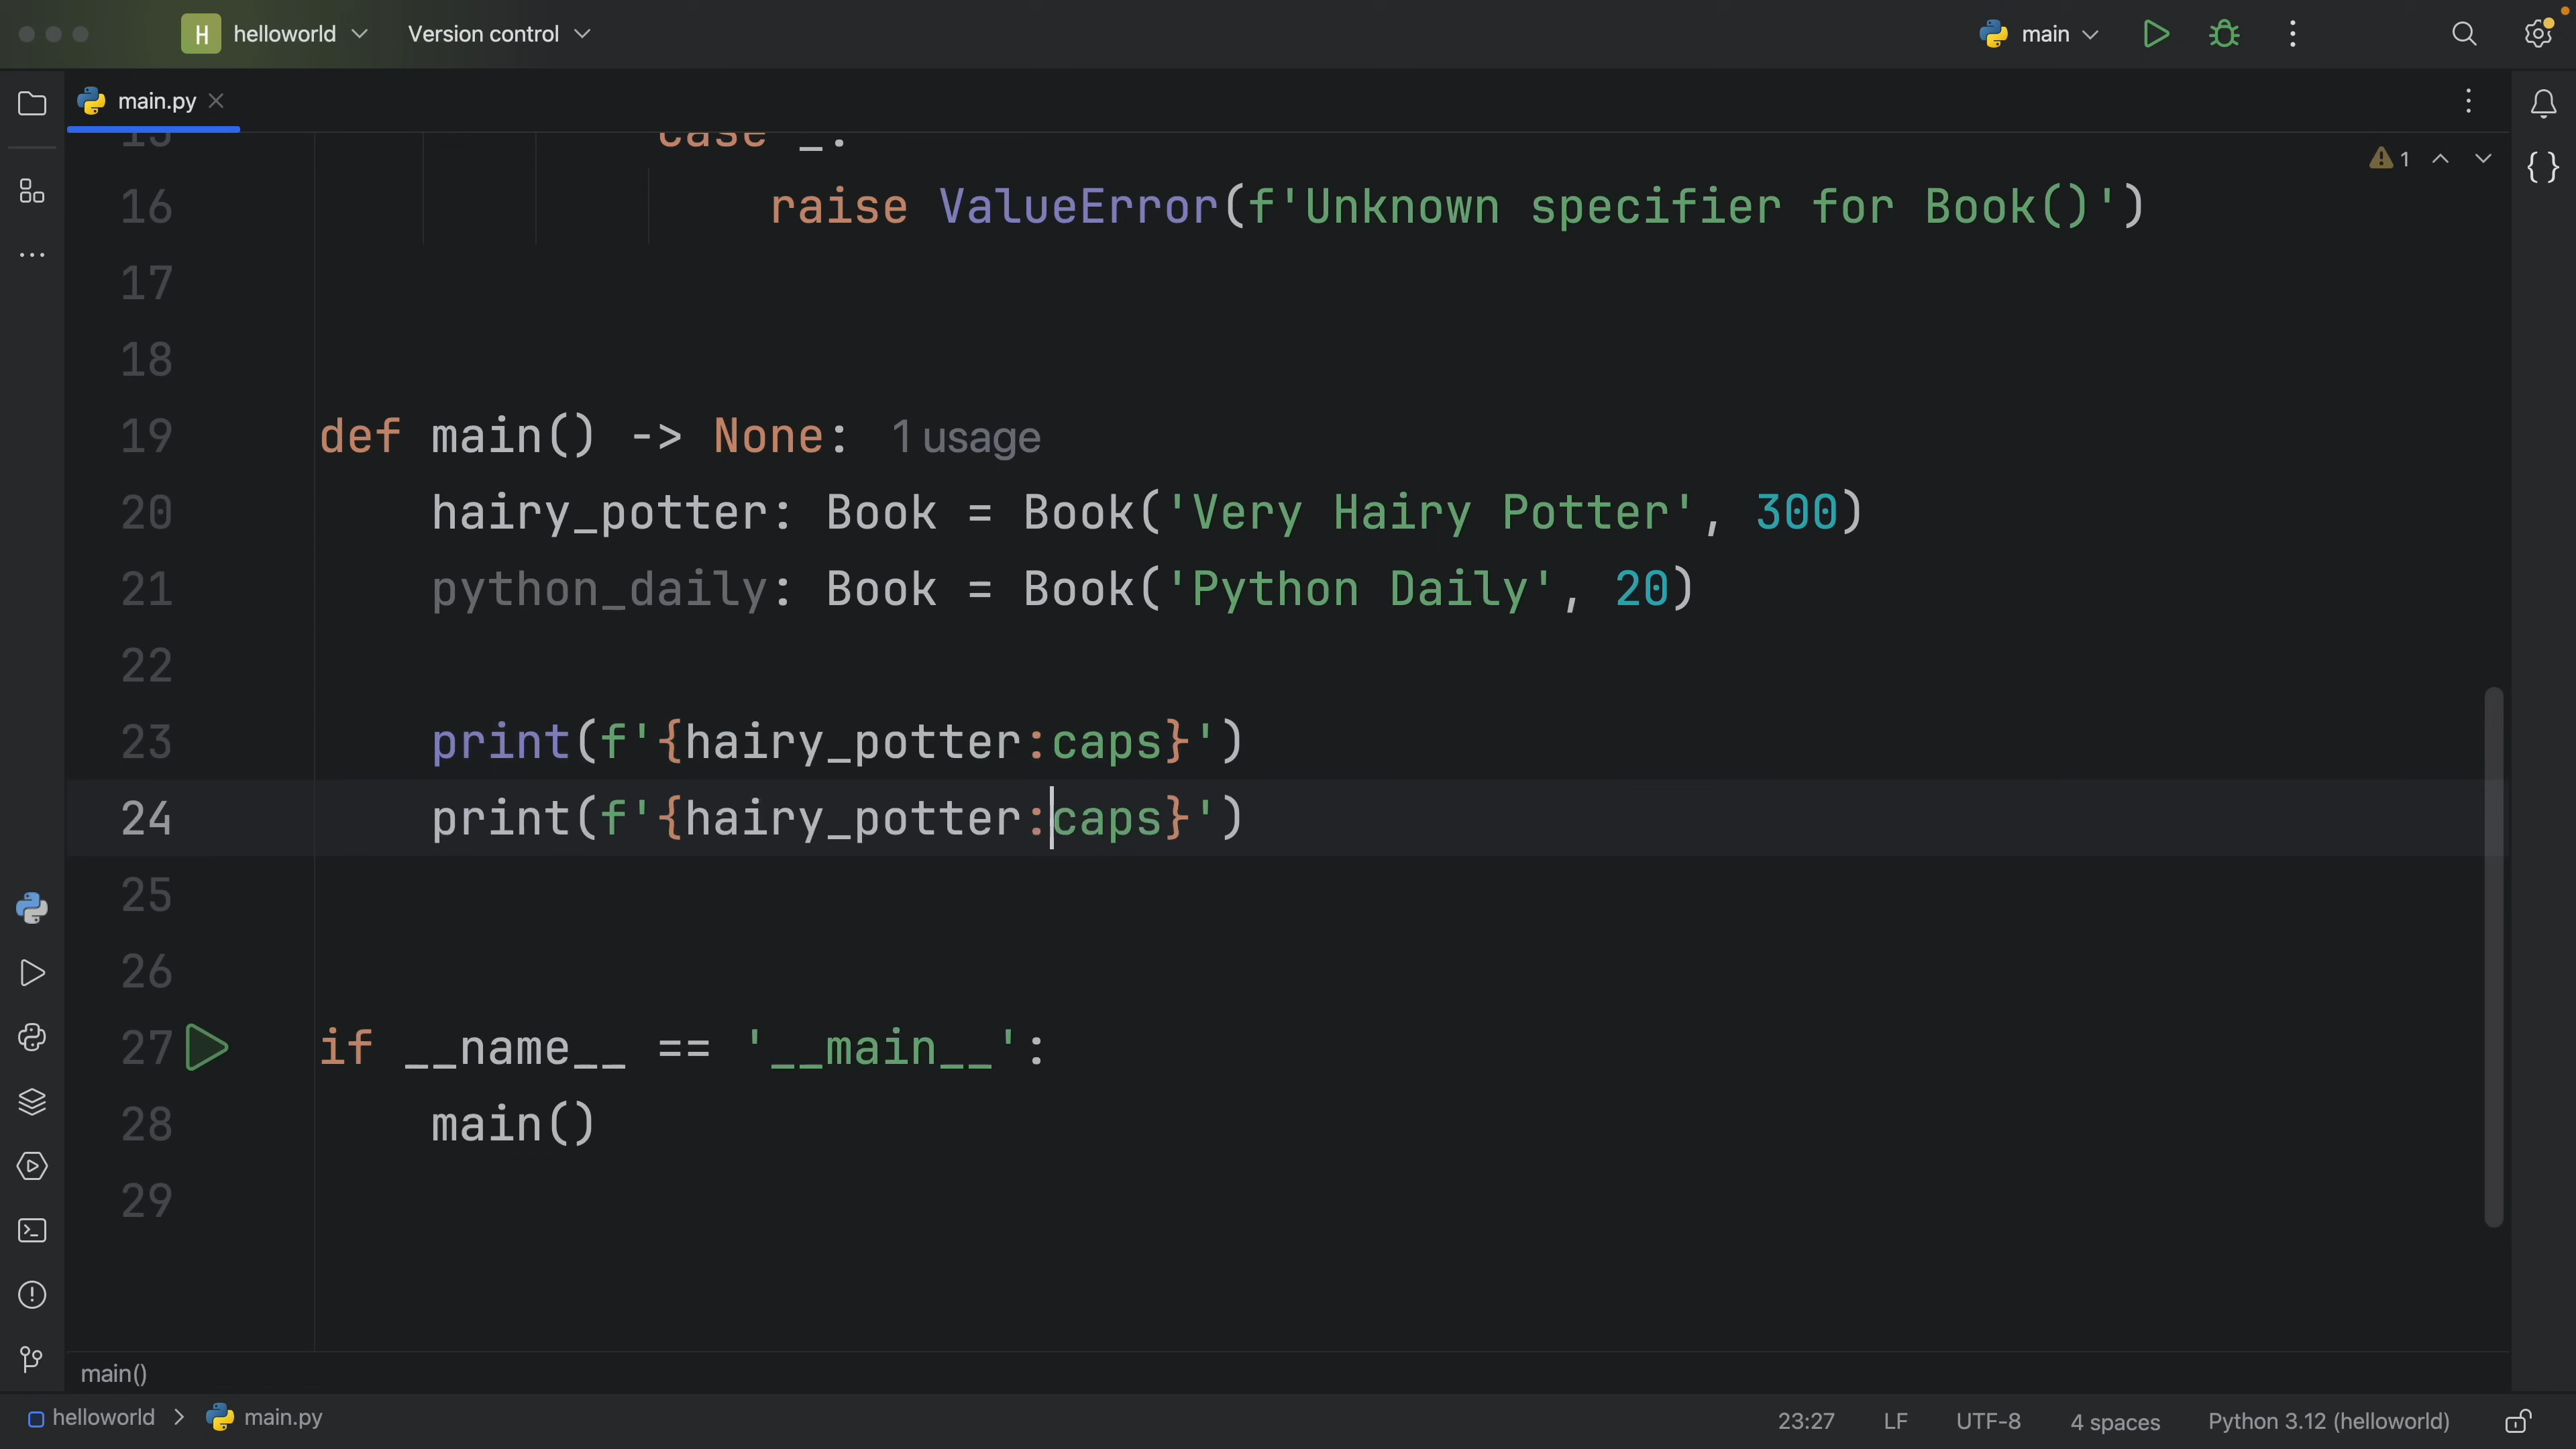 H helloworld Version control main
main.py
15 case _:
1
16 raise ValueError(f'Unknown specifier for Book()')
17
18
19 def main() -> None: 1 usage
20 hairy_potter: Book = Book('Very Hairy Potter', 300)
21 python_daily: Book = Book('Python Daily', 20)
22
23 print(f'{hairy_potter:caps}')
24 print(f'{hairy_potter:caps}')
25
26
27 if __name__ == '__main__':
28 main()
29
main()
helloworld > main.py 23:27 LF UTF-8 4 spaces Python 3.12 (helloworld)